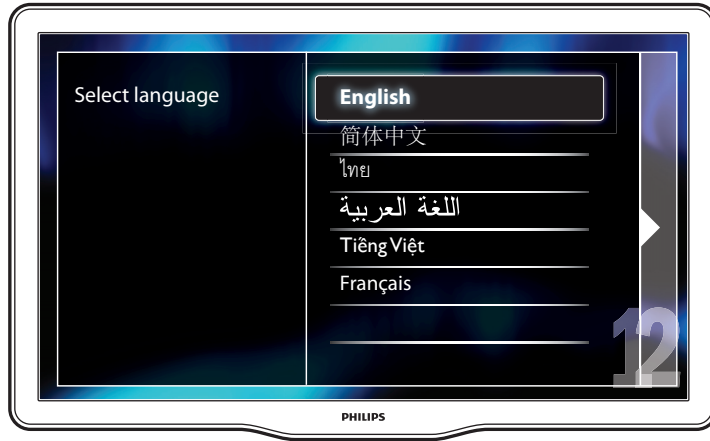 Select language
English
简体中文
ไทย
اللغة العربية
Tiếng Việt
Français
12
PHILIPS